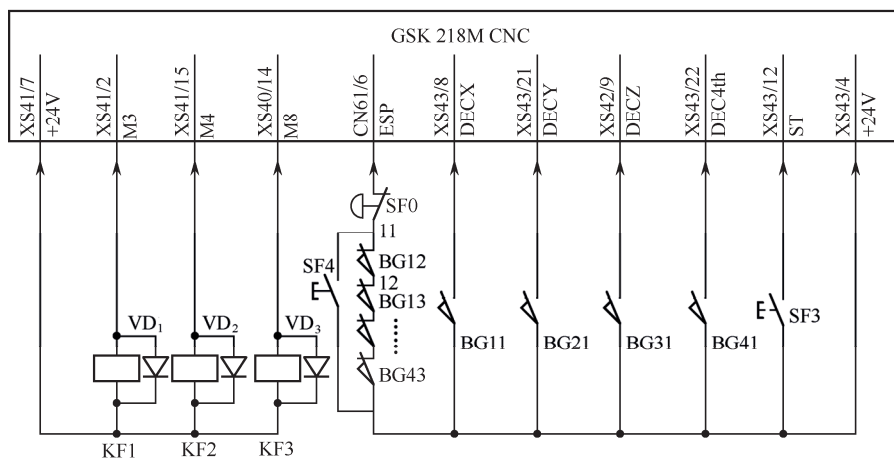 GSK 218M CNC
XS41/7
+24V
XS41/2
M3
XS41/15
M4
XS40/14
M8
CN61/6
ESP
XS43/8
DECX
XS43/21
DECY
XS42/9
DECZ
XS43/22
DEC4th
XS43/12
ST
XS43/4
+24V
SF0
11
SF4
BG12
12
BG13
BG43
VD1
VD2
VD3
BG11
BG21
BG31
BG41
SF3
KF1
KF2
KF3